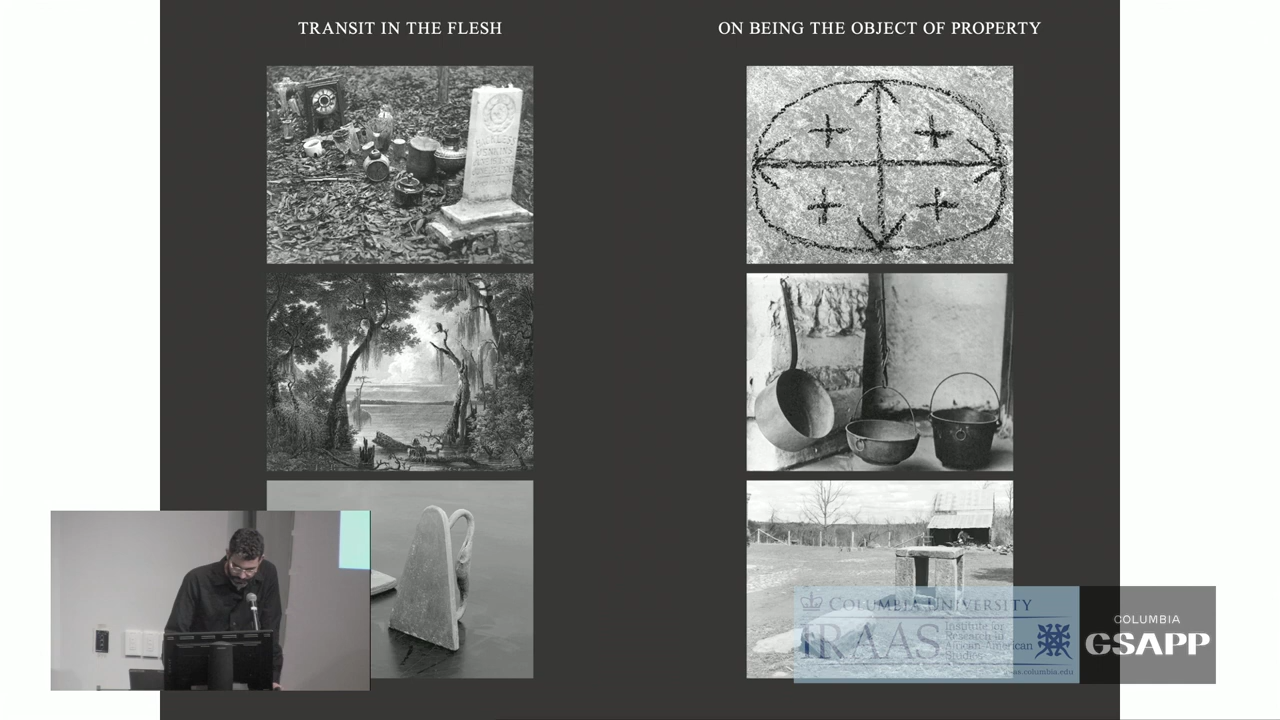 TRANSIT IN THE FLESH
ON BEING THE OBJECT OF PROPERTY
COLUMBIA UNIVERSITY
IRAAS
Institute for
Research in
African-American
Studies
COLUMBIA
GSAPP